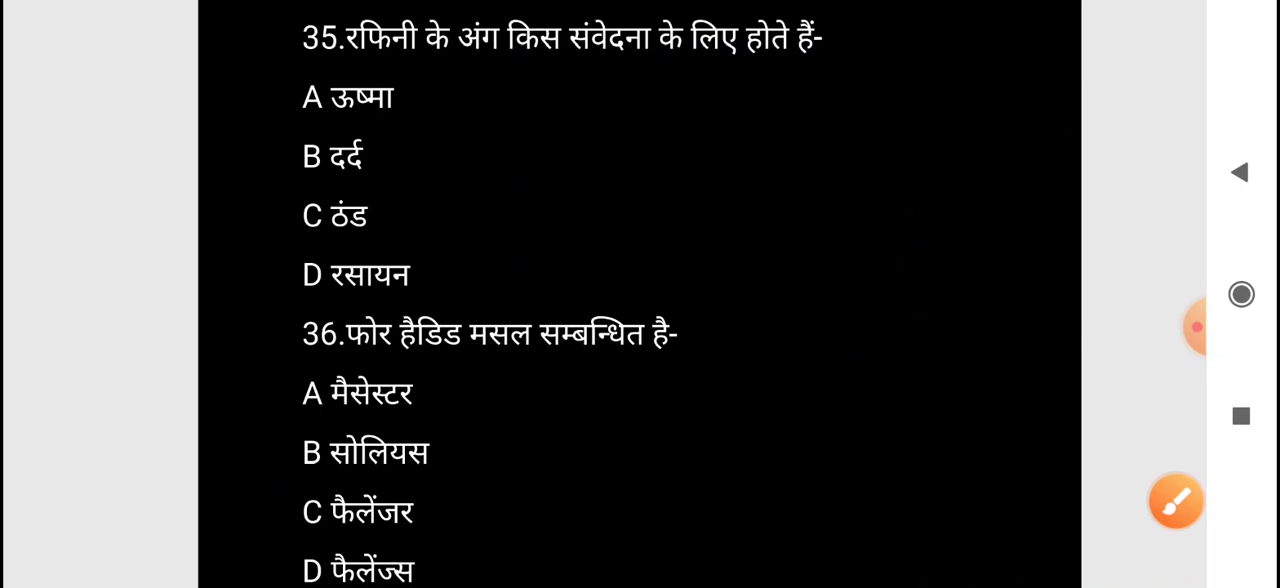 35.रफिनी के अंग किस संवेदना के लिए होते हैं-
A ऊष्मा
B दर्द
C ठंड
D रसायन
36.फोर हैडिड मसल सम्बन्धित है-
A मैसेस्टर
B सोलियस
C फैलेंजर
D फैलेंज्स